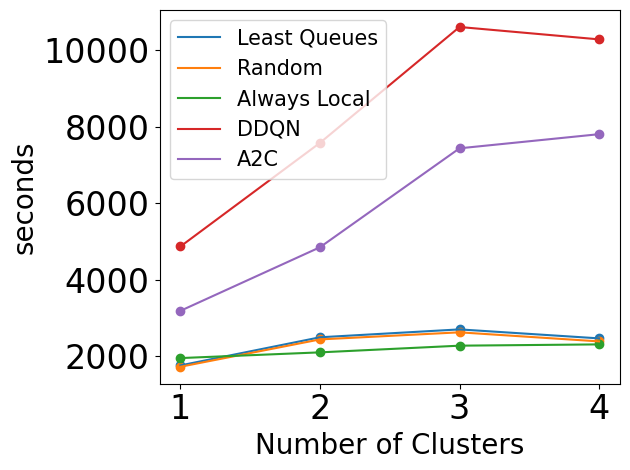 Least Queues
Random
Always Local
DDQN
A2C
10000
8000
6000
4000
2000
seconds
1 2 3 4
Number of Clusters